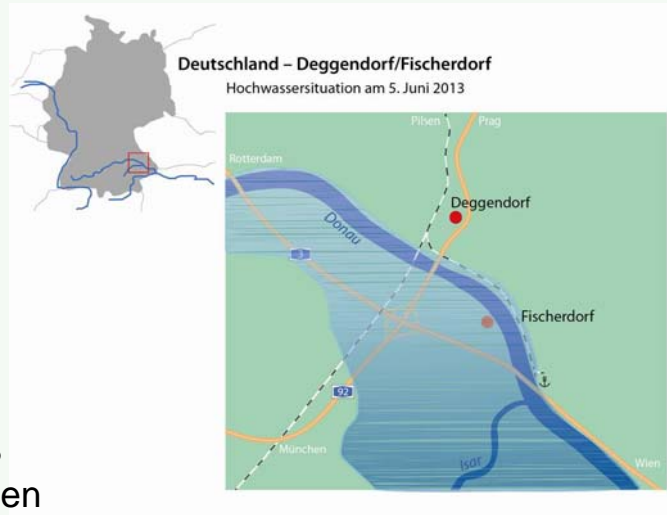 Deutschland – Deggendorf/Fischerdorf
Hochwassersituation am 5. Juni 2013
Pilsen Prag
Rotterdam
Deggendorf
Donau
3
Fischerdorf
92
München
Isar
Wien
en